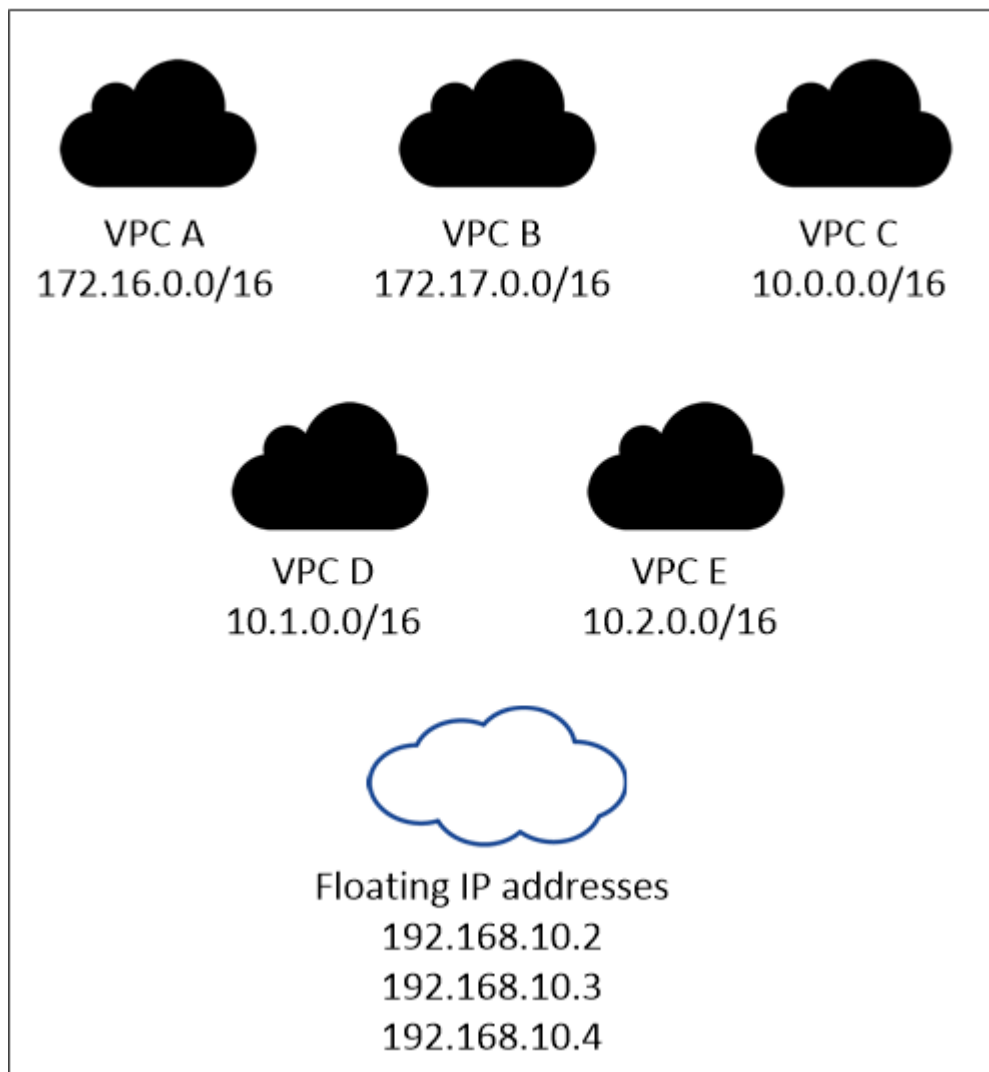 VPC A
172.16.0.0/16
VPC B
172.17.0.0/16
VPC C
10.0.0.0/16
VPC D
10.1.0.0/16
VPC E
10.2.0.0/16
Floating IP addresses
192.168.10.2
192.168.10.3
192.168.10.4